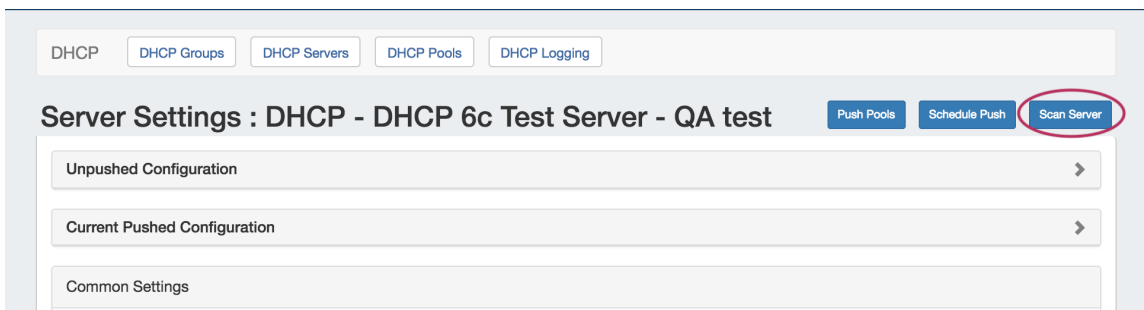 DHCP DHCP Groups DHCP Servers DHCP Pools DHCP Logging
Server Settings : DHCP - DHCP 6c Test Server - QA test Push Pools Schedule Push Scan Server
Unpushed Configuration
Current Pushed Configuration
Common Settings